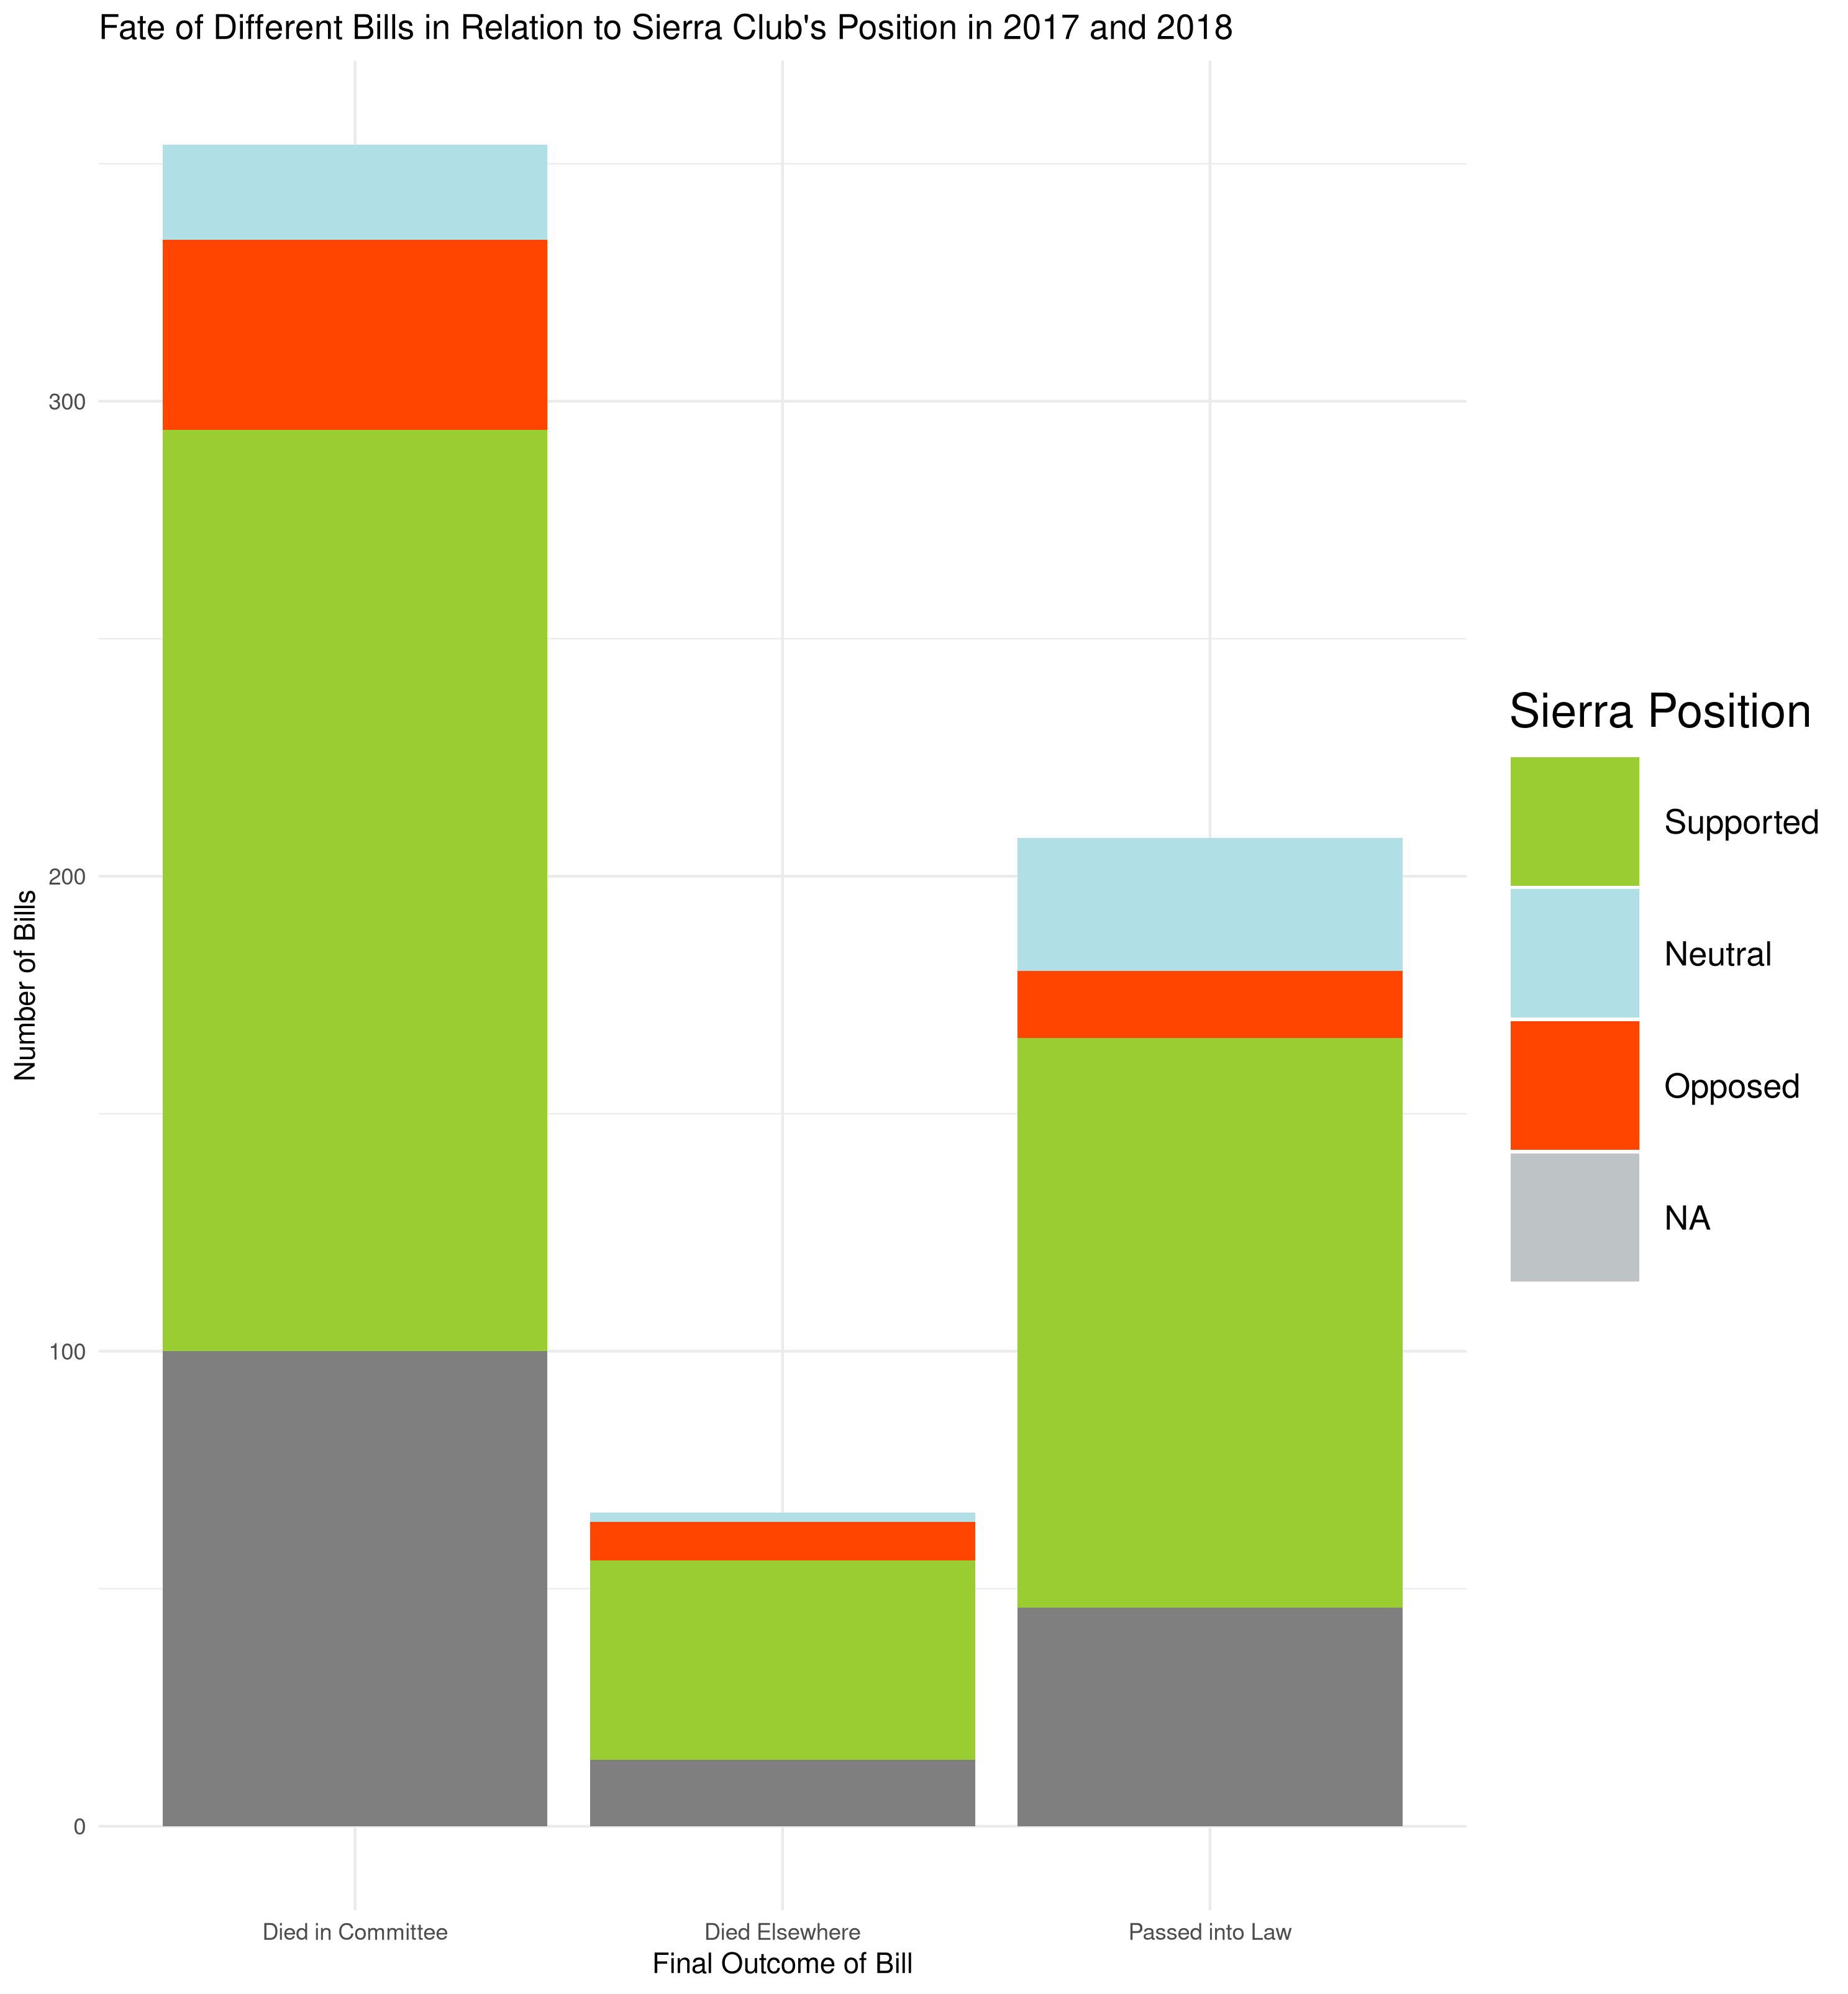 Fate of Different Bills in Relation to Sierra Club's Position in 2017 and 2018
Number of Bills
300
200
100
0
Died in Committee
Died Elsewhere
Passed into Law
Final Outcome of Bill
Sierra Position
Supported
Neutral
Opposed
NA